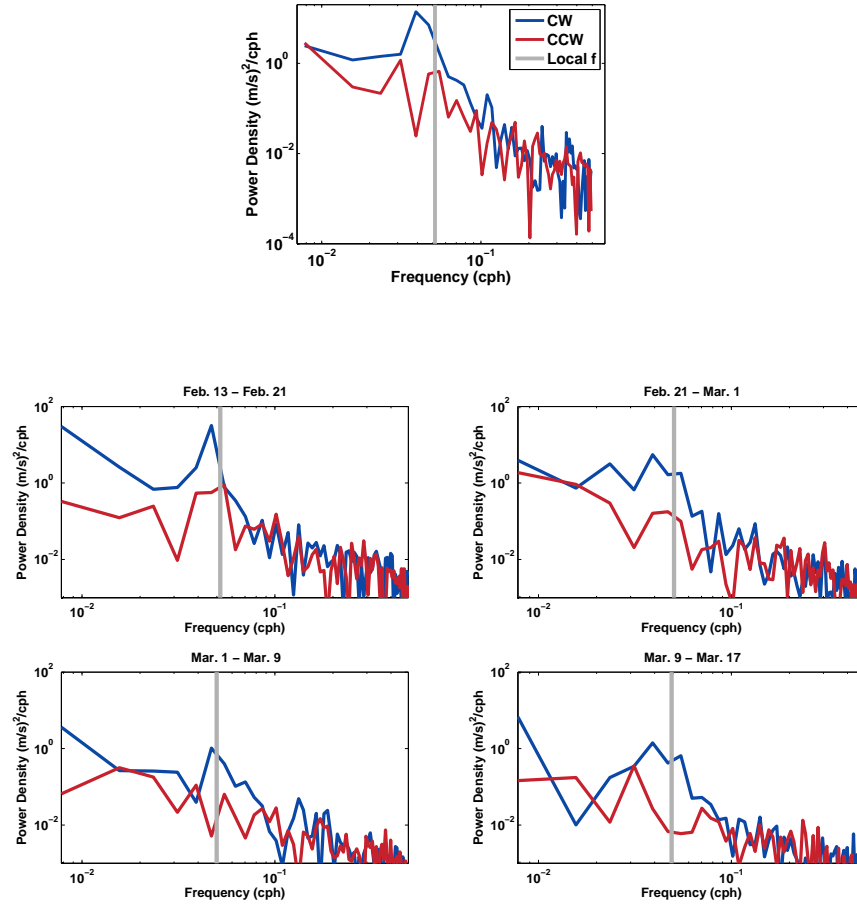 CW
CCW
Local f
10^0
10^−2
10^−4
Power Density (m/s)^2/cph
10^−2
10^−1
Frequency (cph)
Feb. 13 − Feb. 21
10^2
10^0
10^−2
Power Density (m/s)^2/cph
10^−2
10^−1
Frequency (cph)
Feb. 21 − Mar. 1
10^2
10^0
10^−2
Power Density (m/s)^2/cph
10^−2
10^−1
Frequency (cph)
Mar. 1 − Mar. 9
10^2
10^0
10^−2
Power Density (m/s)^2/cph
10^−2
10^−1
Frequency (cph)
Mar. 9 − Mar. 17
10^2
10^0
10^−2
Power Density (m/s)^2/cph
10^−2
10^−1
Frequency (cph)